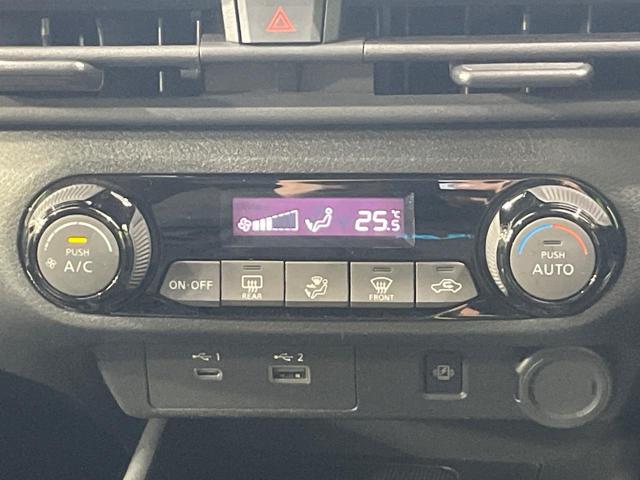 25.5°C
PUSH
A/C
ON·OFF
REAR
FRONT
PUSH
AUTO
1
2